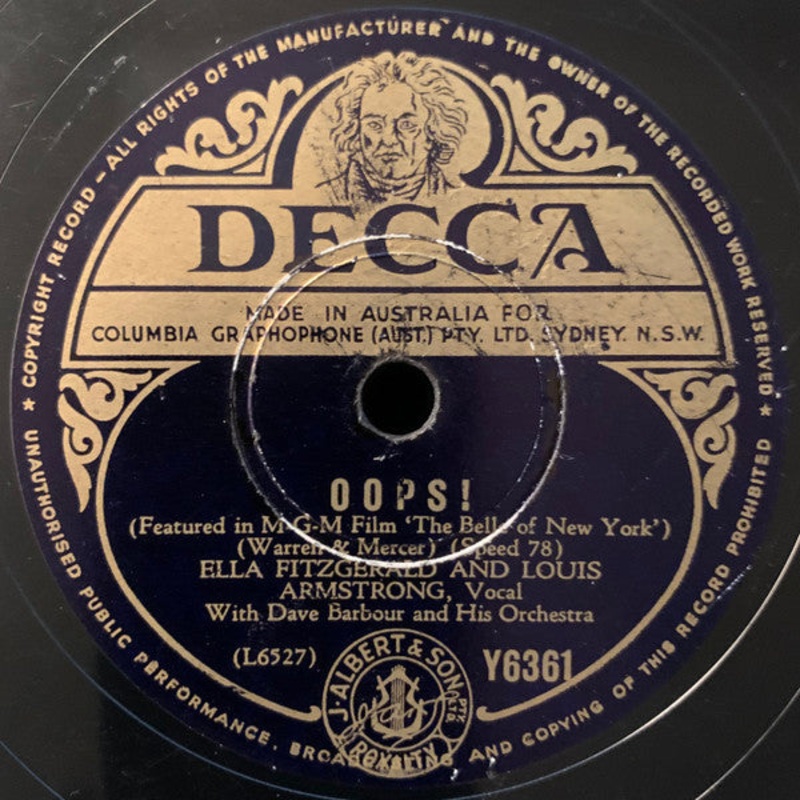 ★ COPYRIGHT RECORD – ALL RIGHTS OF THE MANUFACTURER AND THE OWNER OF THE RECORDED WORK RESERVED ★
DECCA
MADE IN AUSTRALIA FOR
COLUMBIA GRAPHOPHONE (AUST.) PTY. LTD. SYDNEY. N.S.W.
OOPS!
(Featured in M-G-M Film 'The Belle of New York')
(Warren & Mercer) (Speed 78)
ELLA FITZGERALD AND LOUIS
ARMSTRONG, Vocal
With Dave Barbour and His Orchestra
(L6527)
Y6361
J. ALBERT & SON PTY. LTD.
ROYALTY
UNAUTHORISED PUBLIC PERFORMANCE, BROADCASTING AND COPYING OF THIS RECORD PROHIBITED